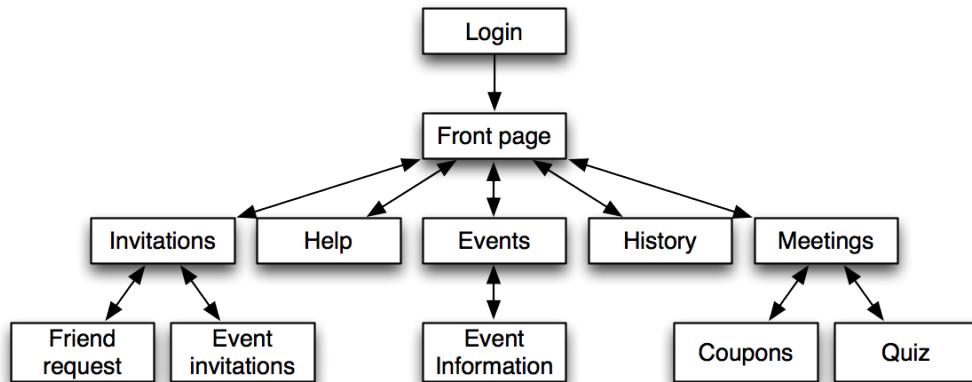 Login
Front page
Invitations
Help
Events
History
Meetings
Friend
request
Event
invitations
Event
Information
Coupons
Quiz